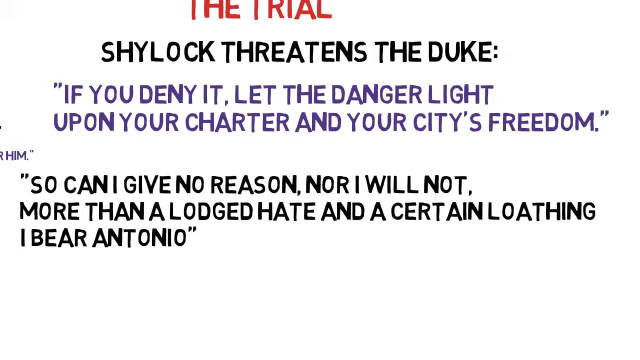 THE TRIAL
SHYLOCK THREATENS THE DUKE:
"IF YOU DENY IT, LET THE DANGER LIGHT
UPON YOUR CHARTER AND YOUR CITY'S FREEDOM."
HIM."
"SO CAN I GIVE NO REASON, NOR I WILL NOT,
MORE THAN A LODGED HATE AND A CERTAIN LOATHING
I BEAR ANTONIO"